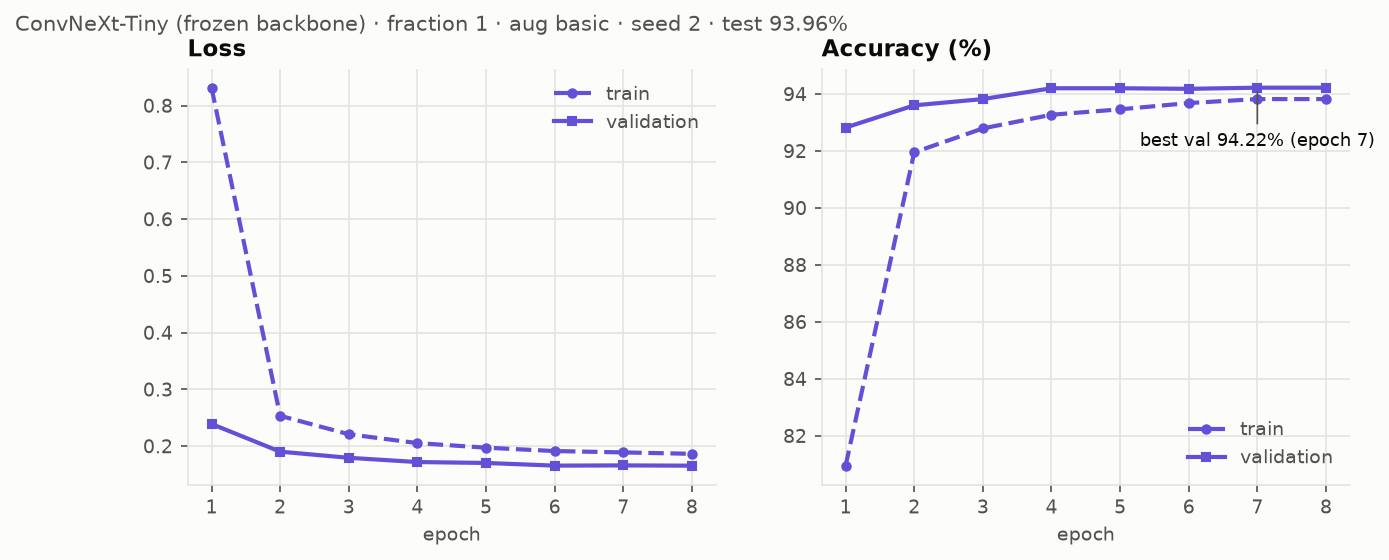 ConvNeXt-Tiny (frozen backbone) · fraction 1 · aug basic · seed 2 · test 93.96%
Loss
0.8
0.7
0.6
0.5
0.4
0.3
0.2
train
validation
1 2 3 4 5 6 7 8
epoch
Accuracy (%)
94
92
90
88
86
84
82
best val 94.22% (epoch 7)
train
validation
1 2 3 4 5 6 7 8
epoch